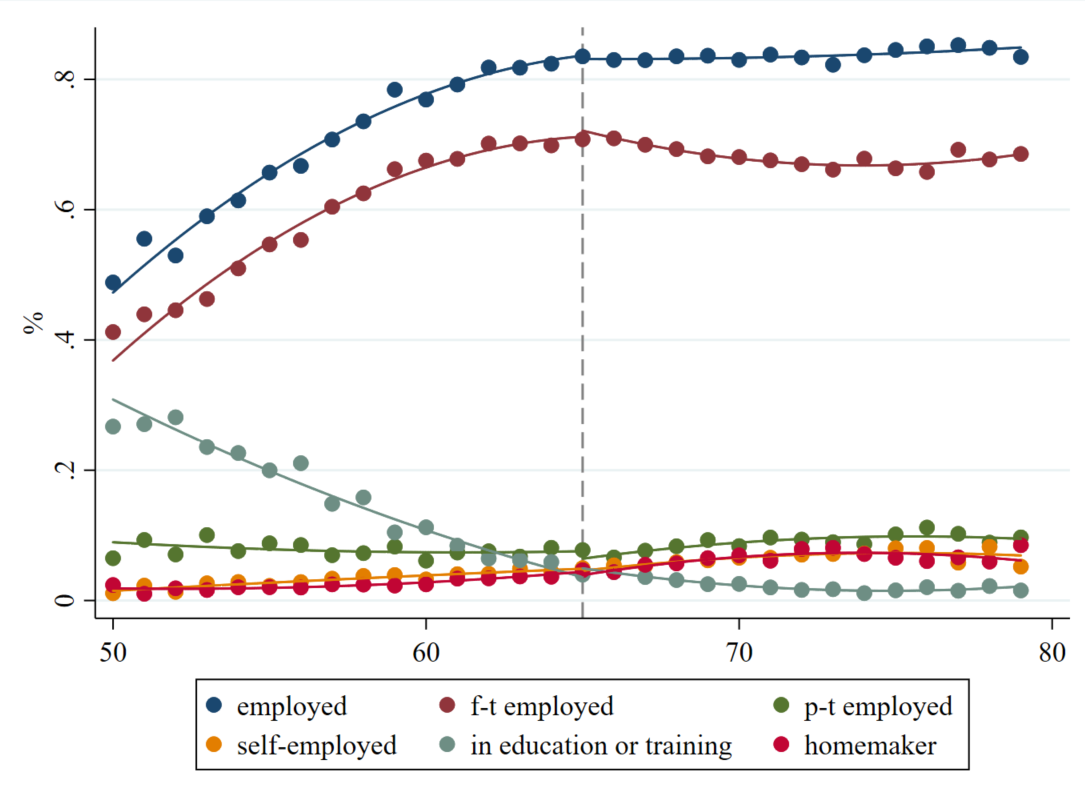 %
.8
.6
.4
.2
0
50 60 70 80
employed f-t employed p-t employed
self-employed in education or training homemaker